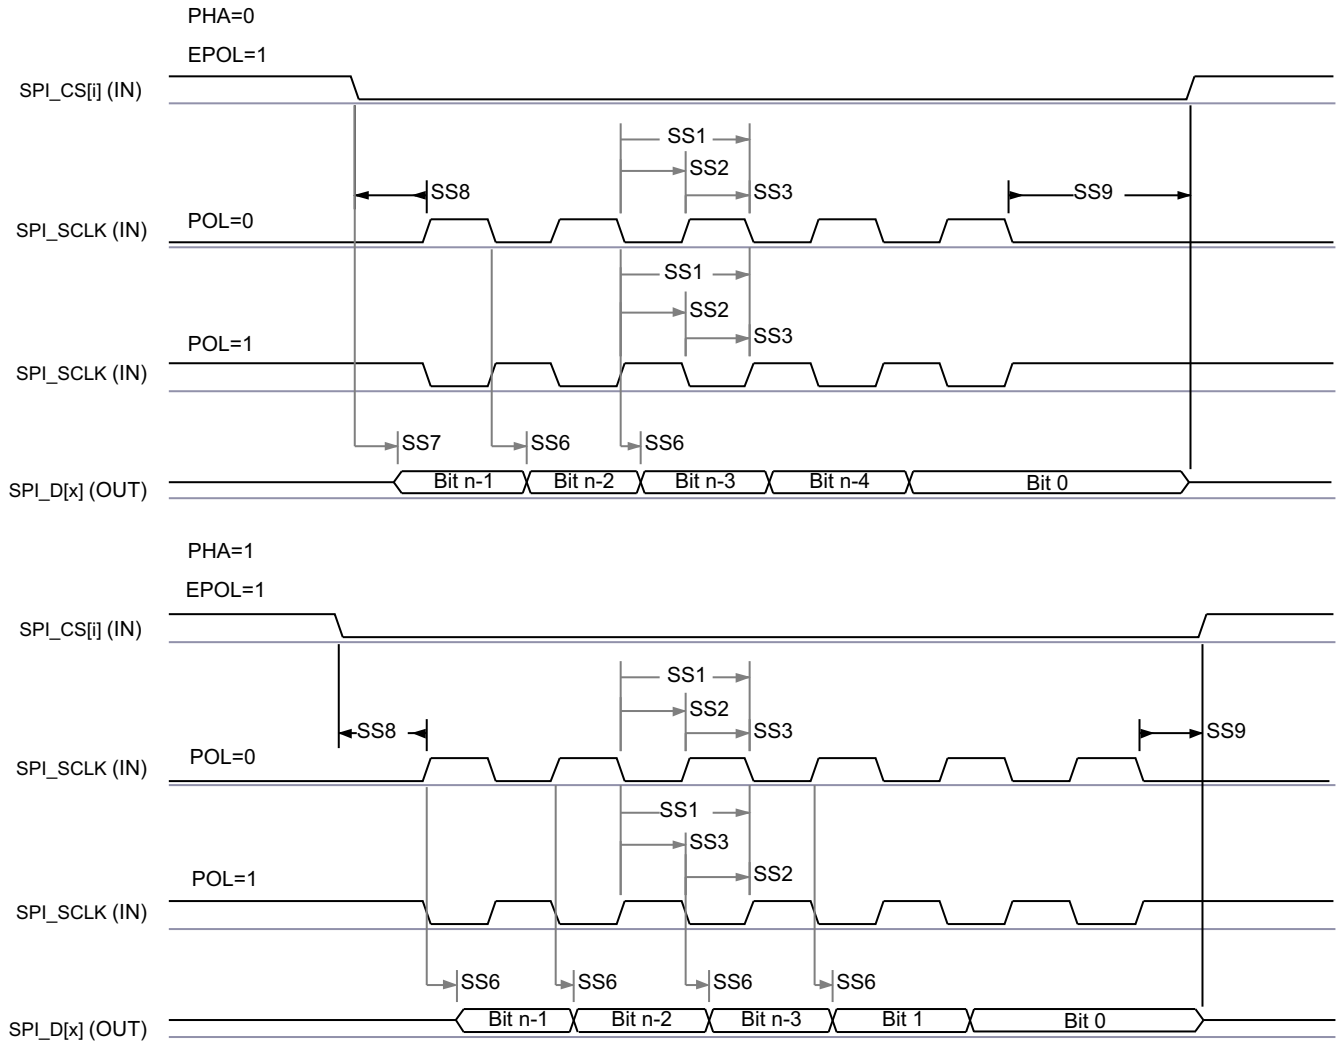 PHA=0
EPOL=1
SPI_CS[i] (IN)
SS1
SS2
SS8
SS3
SS9
POL=0
SPI_SCLK (IN)
SS1
SS2
SS3
POL=1
SPI_SCLK (IN)
SS7
SS6
SS6
SPI_D[x] (OUT)
Bit n-1
Bit n-2
Bit n-3
Bit n-4
Bit 0
PHA=1
EPOL=1
SPI_CS[i] (IN)
SS1
SS2
SS8
SS3
SS9
POL=0
SPI_SCLK (IN)
SS1
SS3
SS2
POL=1
SPI_SCLK (IN)
SS6
SS6
SS6
SS6
SPI_D[x] (OUT)
Bit n-1
Bit n-2
Bit n-3
Bit 1
Bit 0